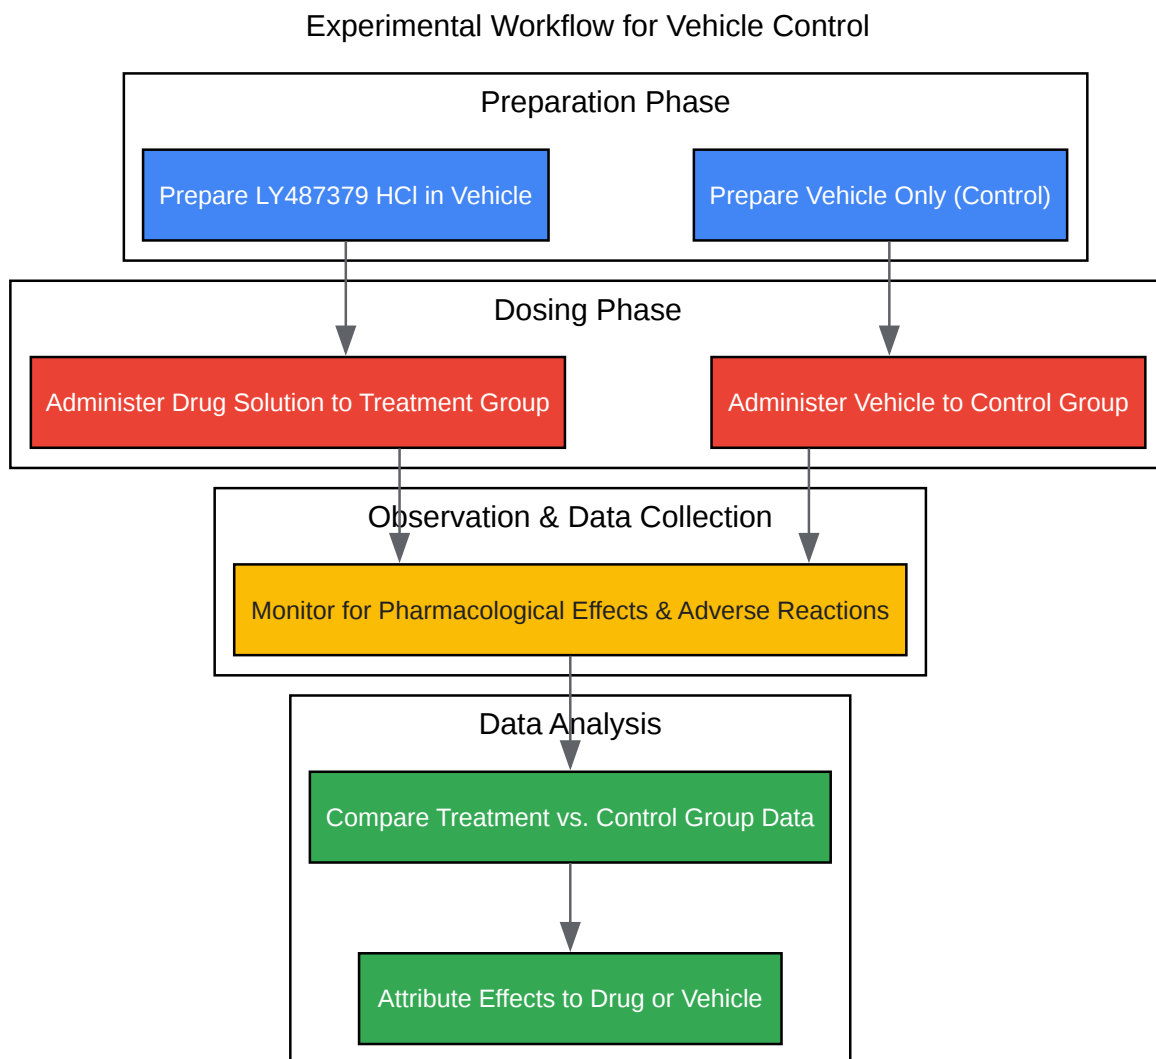 Experimental Workflow for Vehicle Control
Preparation Phase
Prepare LY487379 HCl in Vehicle
Prepare Vehicle Only (Control)
Dosing Phase
Administer Drug Solution to Treatment Group
Administer Vehicle to Control Group
Observation & Data Collection
Monitor for Pharmacological Effects & Adverse Reactions
Data Analysis
Compare Treatment vs. Control Group Data
Attribute Effects to Drug or Vehicle